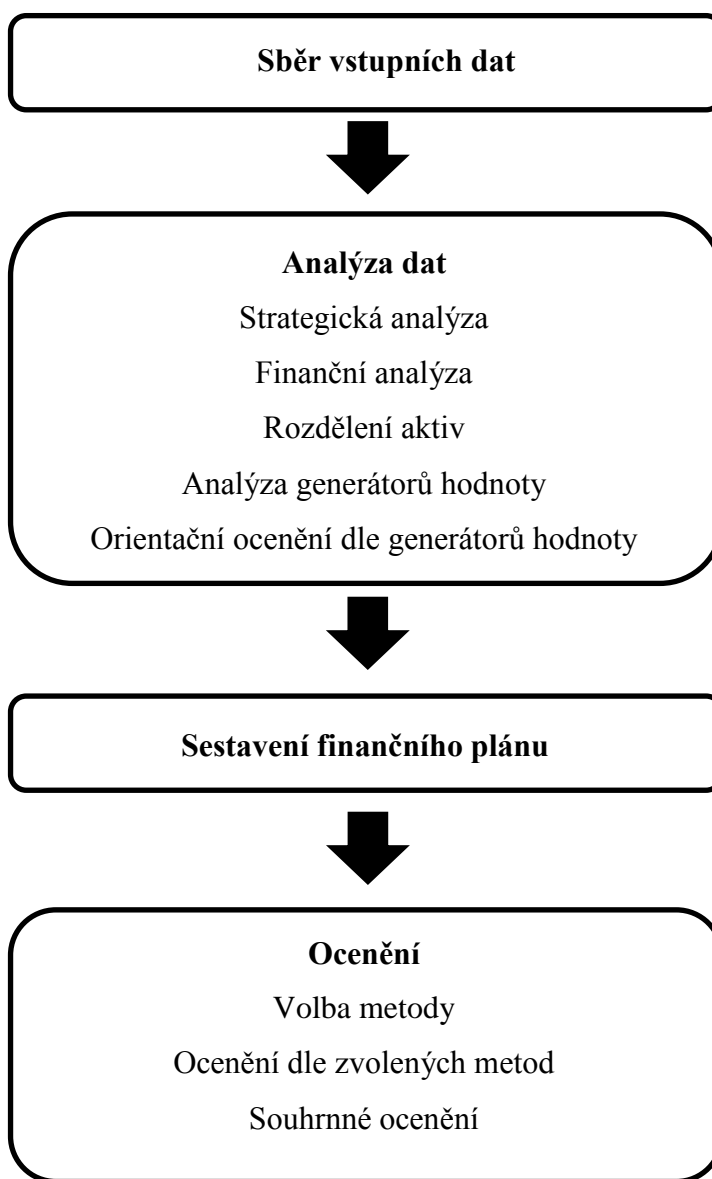 Sběr vstupních dat
Analýza dat
Strategická analýza
Finanční analýza
Rozdělení aktiv
Analýza generátorů hodnoty
Orientační ocenění dle generátorů hodnoty
Sestavení finančního plánu
Ocenění
Volba metody
Ocenění dle zvolených metod
Souhrnné ocenění